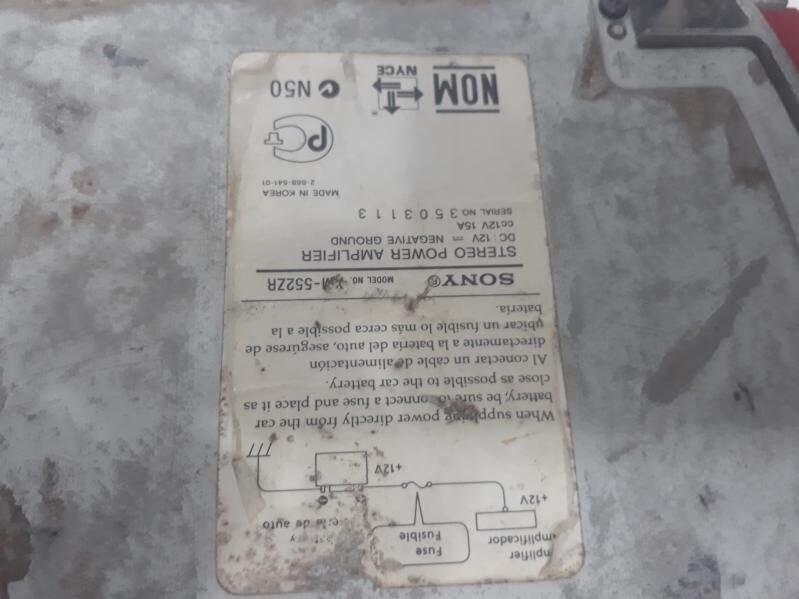 mplifier
mplificador
+12V
Fuse
Fusible
+12V
de auto
When supplying power directly from the car
battery, be sure to connect a fuse and place it as
close as possible to the car battery.
Al conectar un cable de alimentación
directamente a la batería del auto, asegúrese de
ubicar un fusible lo más cerca possible a la
batería.
SONY® MODEL NO. XM-552ZR
STEREO POWER AMPLIFIER
DC:12V ⎓ NEGATIVE GROUND
CC12V 15A
SERIAL NO. 3503113
MADE IN KOREA
2-668-541-01
PCT
NOM NYCE N50